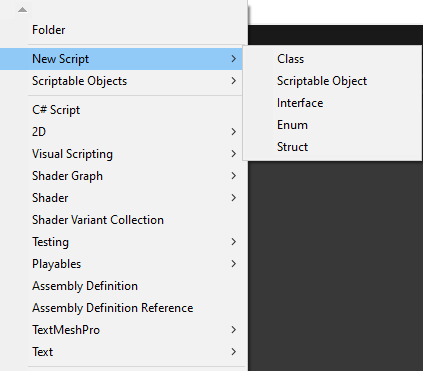 Folder
New Script
Scriptable Objects
C# Script
2D
Visual Scripting
Shader Graph
Shader
Shader Variant Collection
Testing
Playables
Assembly Definition
Assembly Definition Reference
TextMeshPro
Text
Class
Scriptable Object
Interface
Enum
Struct